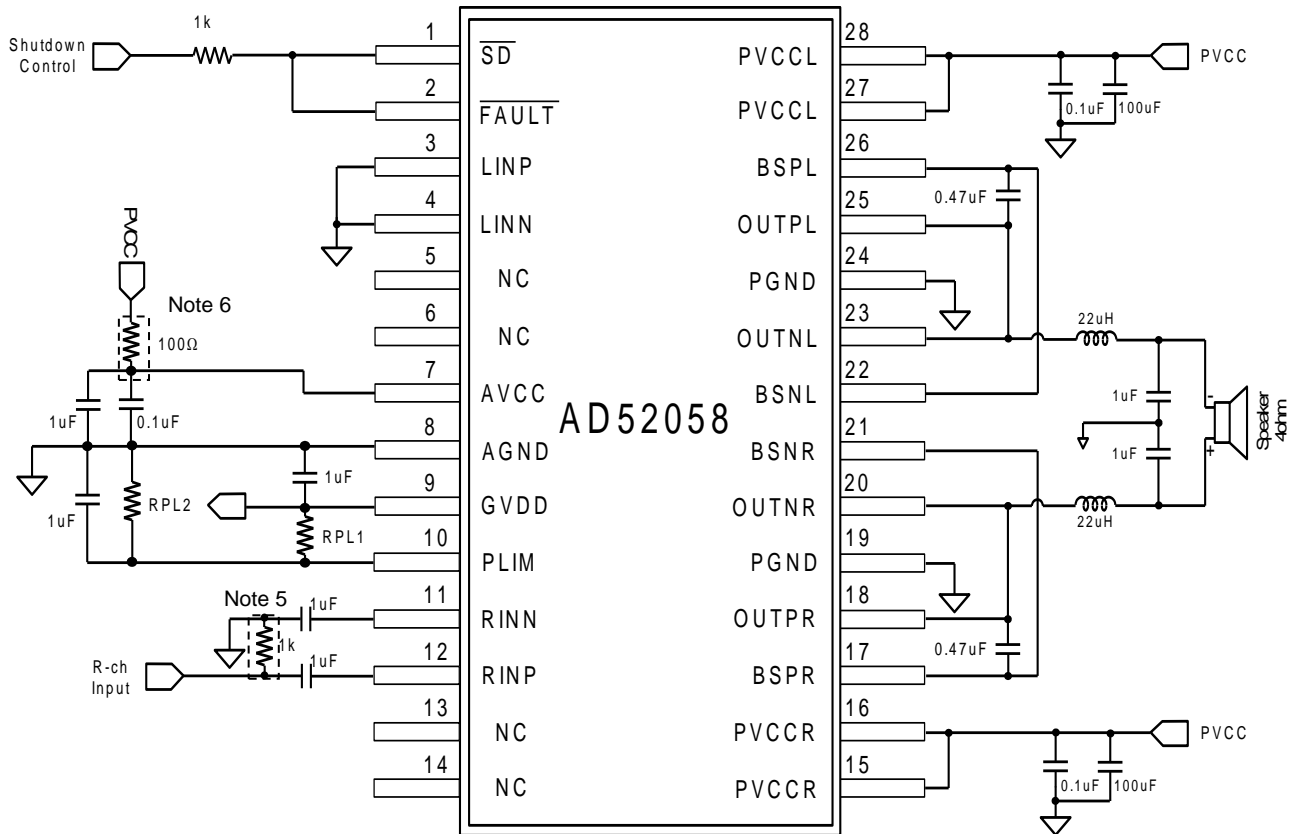 Shutdown
Control
1k
1
SD
2
FAULT
3
LINP
4
LINN
5
NC
6
NC
PVCC
Note 6
100Ω
7
AVCC
1uF
0.1uF
8
AGND
1uF
9
GVDD
1uF
RPL2
RPL1
10
PLIM
Note 5
1uF
11
RINN
1k
1uF
12
RINP
R-ch
Input
13
NC
14
NC
AD52058
28
PVCCL
PVCC
27
PVCCL
0.1uF
100uF
26
BSPL
0.47uF
25
OUTPL
24
PGND
23
OUTNL
22uH
22
BSNL
1uF
-
Speaker
4ohm
+
21
BSNR
1uF
20
OUTNR
22uH
19
PGND
18
OUTPR
0.47uF
17
BSPR
16
PVCCR
PVCC
15
PVCCR
0.1uF
100uF